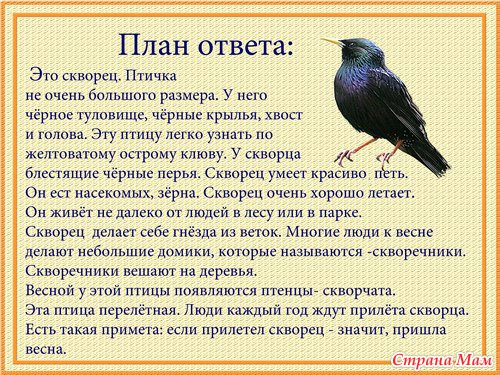 План ответа:
Это скворец. Птичка
не очень большого размера. У него
чёрное туловище, чёрные крылья, хвост
и голова. Эту птицу легко узнать по
желтоватому острому клюву. У скворца
блестящие чёрные перья. Скворец умеет красиво петь.
Он ест насекомых, зёрна. Скворец очень хорошо летает.
Он живёт не далеко от людей в лесу или в парке.
Скворец делает себе гнёзда из веток. Многие люди к весне
делают небольшие домики, которые называются -скворечники.
Скворечники вешают на деревья.
Весной у этой птицы появляются птенцы- скворчата.
Эта птица перелётная. Люди каждый год ждут прилёта скворца.
Есть такая примета: если прилетел скворец - значит, пришла
весна.
Страна Мам